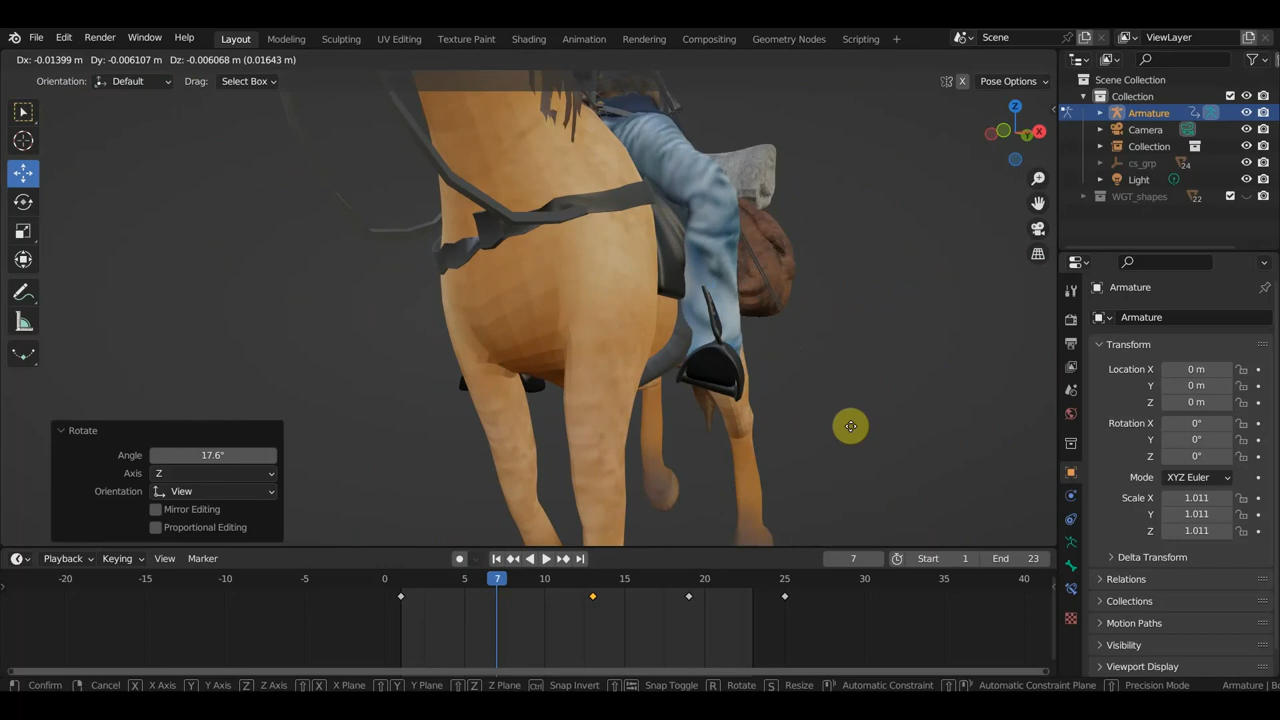 File Edit Render Window Help Layout Modeling Sculpting UV Editing Texture Paint Shading Animation Rendering Compositing Geometry Nodes Scripting + Scene ViewLayer
Dx: -0.01399 m Dy: -0.006107 m Dz: -0.006068 m (0.01643 m)
Orientation: Default Drag: Select Box X Pose Options
Scene Collection
Collection
Armature
Camera
Collection
cs_grp 24
Light
WGT_shapes 22
Z
X
Y
Armature
Armature
Transform
Location X 0 m
Y 0 m
Z 0 m
Rotation X 0°
Y 0°
Z 0°
Mode XYZ Euler
Scale X 1.011
Y 1.011
Z 1.011
Delta Transform
Relations
Collections
Motion Paths
Visibility
Viewport Display
Rotate
Angle 17.6°
Axis Z
Orientation View
Mirror Editing
Proportional Editing
Playback Keying View Marker 7 Start 1 End 23
-20 -15 -10 -5 0 5 7 10 15 20 25 30 35 40
Confirm Cancel X X Axis Y Y Axis Z Z Axis X X Plane Y Y Plane Z Z Plane Ctrl Snap Invert Snap Toggle R Rotate S Resize Automatic Constraint Automatic Constraint Plane Precision Mode Armature | B